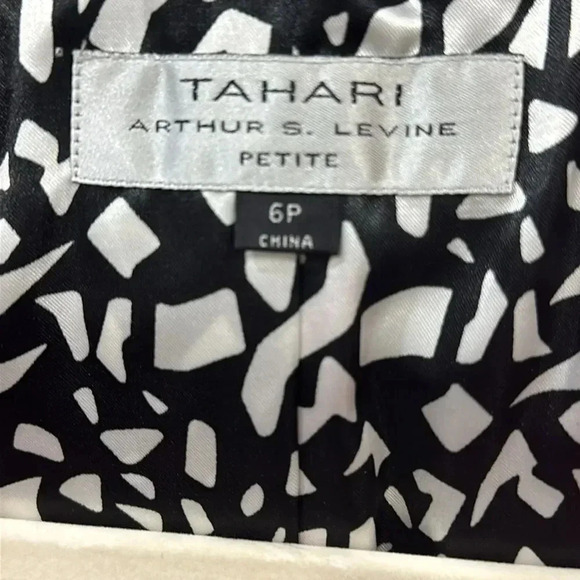 TAHARI
ARTHUR S. LEVINE
PETITE
6P
CHINA